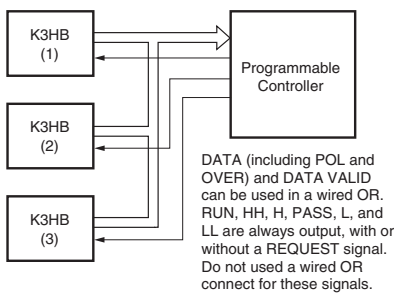 K3HB
(1)
Programmable
Controller
K3HB
(2)
K3HB
(3)
DATA (including POL and
OVER) and DATA VALID
can be used in a wired OR.
RUN, HH, H, PASS, L, and
LL are always output, with or
without a REQUEST signal.
Do not used a wired OR
connect for these signals.